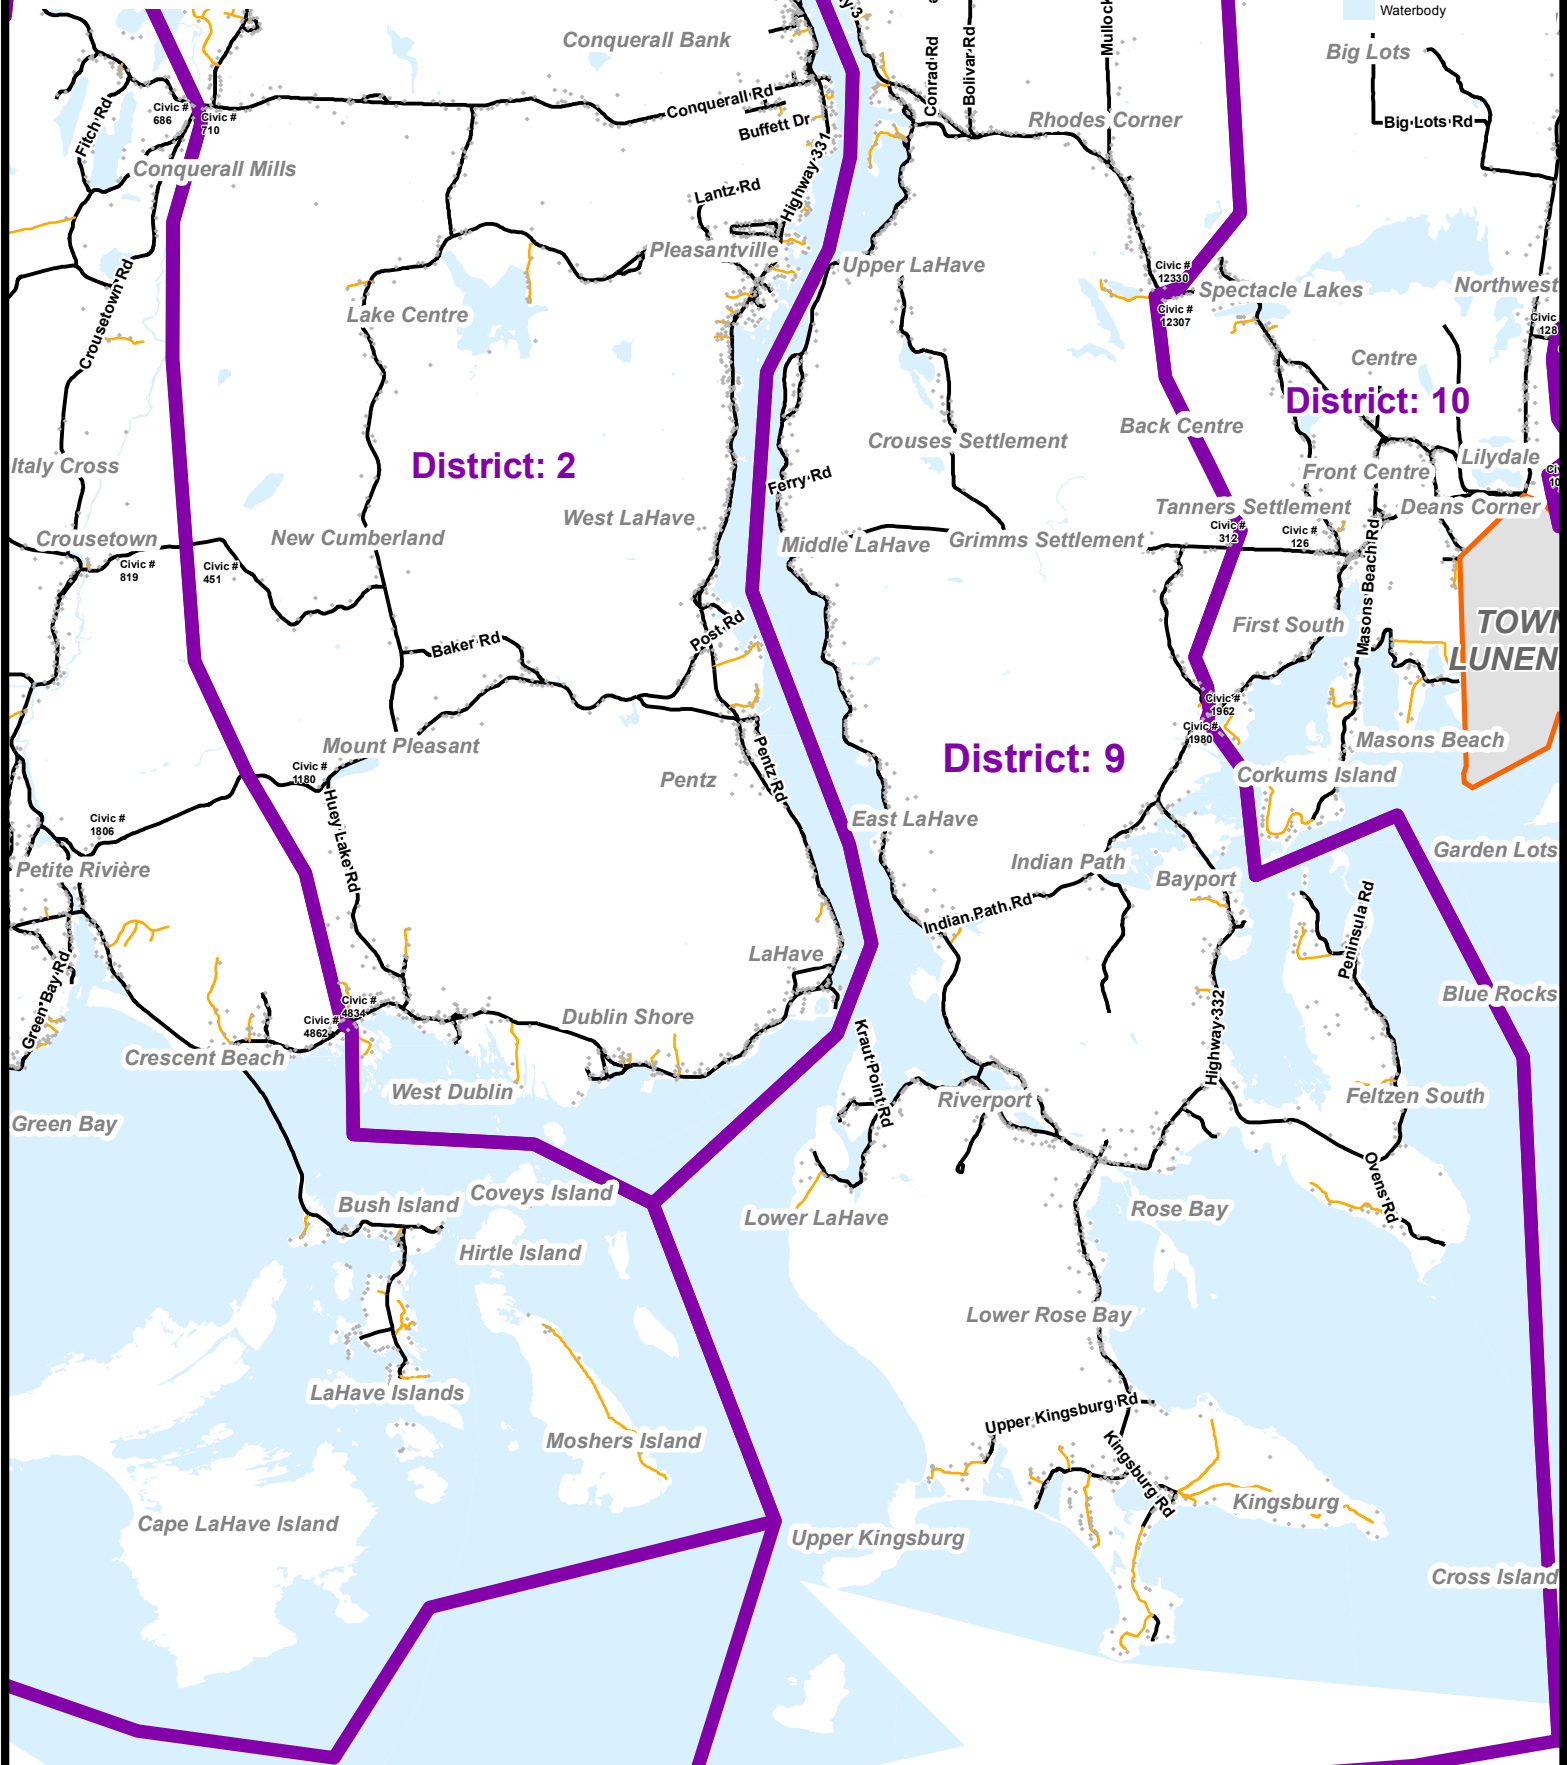 Waterbody
Conquerall Bank
Big Lots
Conrad Rd
Bolivar Rd
Mullock
Conquerall Rd
Buffett Dr
Rhodes Corner
Big Lots Rd
Civic #
686
Civic #
710
Fitch Rd
Conquerall Mills
Highway 331
Lantz Rd
Pleasantville
Upper LaHave
Civic #
12330
Spectacle Lakes
Northwest
Civic #
12307
Civic
128
Crousetown Rd
Lake Centre
Centre
District: 10
Back Centre
Crouses Settlement
Italy Cross
District: 2
Ferry Rd
Front Centre
Lilydale
Tanners Settlement
Deans Corner
West LaHave
Crousetown
New Cumberland
Middle LaHave
Grimms Settlement
Civic #
312
Civic #
126
Civic #
819
Civic #
451
Masons Beach Rd
First South
TOWN
LUNEN
Post Rd
Baker Rd
Civic #
1962
Civic #
1980
Mount Pleasant
Masons Beach
Pentz Rd
District: 9
Civic #
1180
Pentz
Corkums Island
Huey Lake Rd
Civic #
1806
East LaHave
Garden Lots
Petite Rivière
Indian Path
Bayport
Indian Path Rd
Peninsula Rd
LaHave
Green Bay Rd
Civic #
4834
Civic #
4862
Blue Rocks
Highway 332
Dublin Shore
Kraut Point Rd
Crescent Beach
West Dublin
Riverport
Feltzen South
Green Bay
Ovens Rd
Coveys Island
Bush Island
Lower LaHave
Rose Bay
Hirtle Island
Lower Rose Bay
LaHave Islands
Upper Kingsburg Rd
Moshers Island
Kingsburg Rd
Kingsburg
Cape LaHave Island
Upper Kingsburg
Cross Island